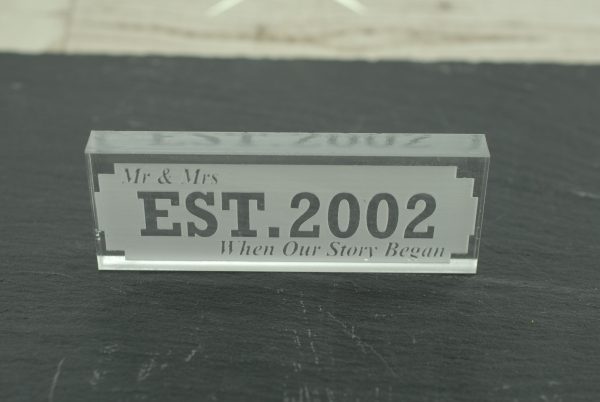 Mr & Mrs
EST.2002
When Our Story Began